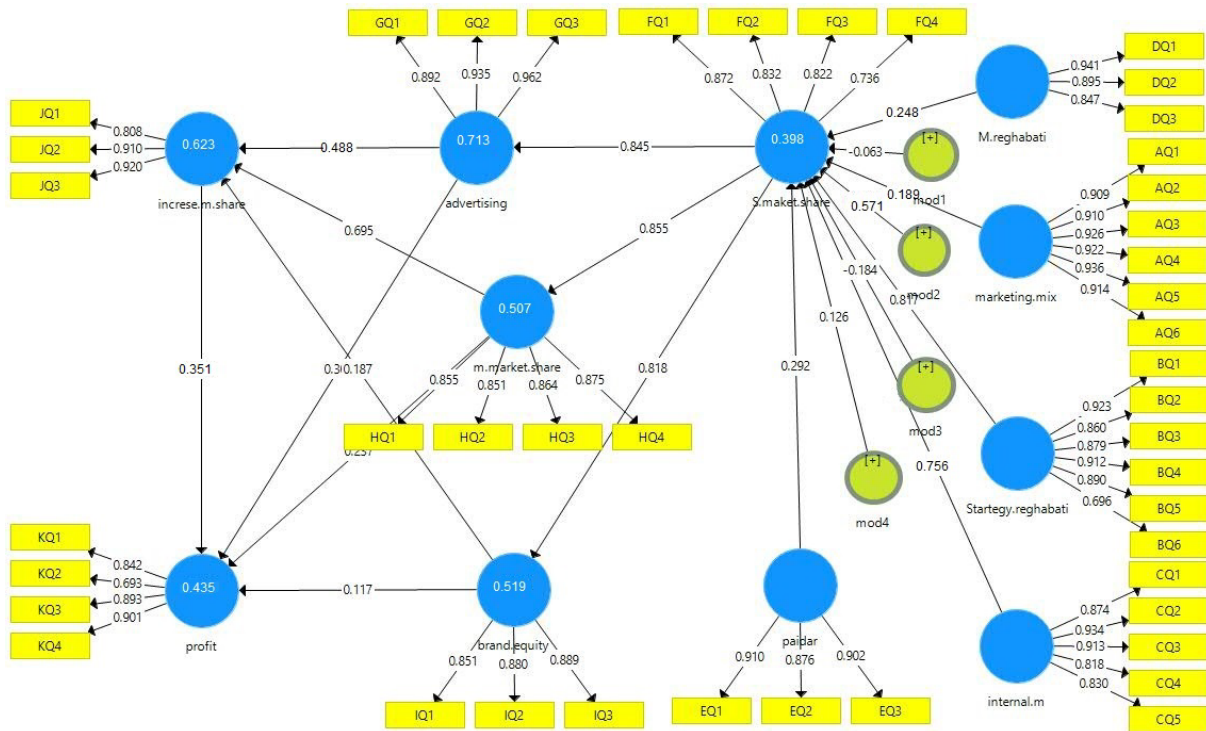 GQ1 GQ2 GQ3 FQ1 FQ2 FQ3 FQ4
0.892 0.935 0.962 0.872 0.832 0.822 0.736
DQ1
DQ2
DQ3
0.941
0.895
0.847
0.248
M.reghabati
JQ1
JQ2
JQ3
0.808
0.910
0.920
0.623
increse.m.share
0.488
0.713
advertising
0.845
0.398
S.maket.share
-0.063
[+]
mod1
0.189
0.571
[+]
mod2
AQ1
AQ2
AQ3
AQ4
AQ5
AQ6
0.909
0.910
0.926
0.922
0.936
0.914
marketing.mix
0.695
0.855
-0.184
0.817
0.126
0.507
m.market.share
0.351
0.187
0.855
0.851
0.864
0.875
0.818
0.292
[+]
mod3
HQ1 HQ2 HQ3 HQ4
0.756
[+]
mod4
BQ1
BQ2
BQ3
BQ4
BQ5
BQ6
0.923
0.860
0.879
0.912
0.890
0.696
Startegy.reghabati
KQ1
KQ2
KQ3
KQ4
0.842
0.693
0.893
0.901
0.435
profit
0.117
0.519
brand.equity
0.851
0.880
0.889
IQ1 IQ2 IQ3
paidar
0.910
0.876
0.902
EQ1 EQ2 EQ3
CQ1
CQ2
CQ3
CQ4
CQ5
0.874
0.934
0.913
0.818
0.830
internal.m